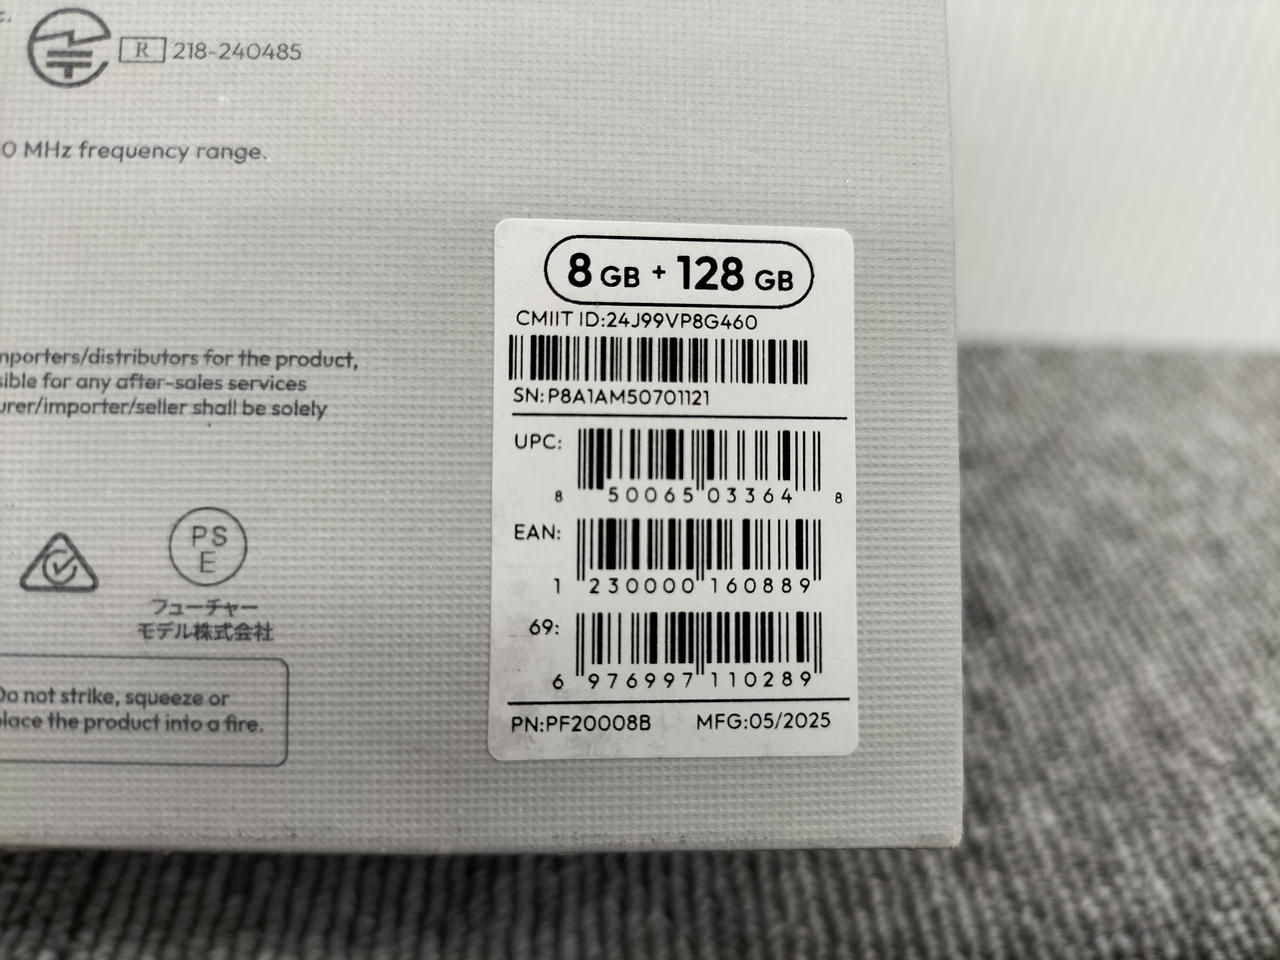 R 218-240485
0 MHz frequency range.
mporters/distributors for the product,
sible for any after-sales services
urer/importer/seller shall be solely
PS
E
フューチャー
モデル株式会社
Do not strike, squeeze or
place the product into a fire.
8 GB + 128 GB
CMIIT ID:24J99VP8G460
SN:P8A1AM50701121
UPC:
8 50065 03364 8
EAN:
1 230000 160889
69:
6 976997 110289
PN:PF20008B MFG:05/2025